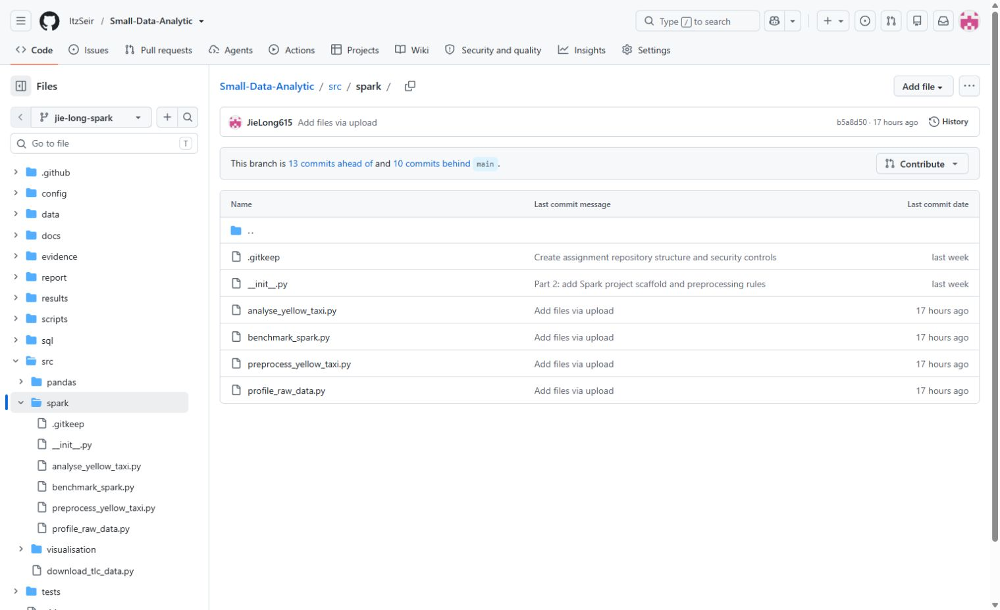 ItzSeir / Small-Data-Analytic
Type / to search
Code Issues Pull requests Agents Actions Projects Wiki Security and quality Insights Settings
Files
jie-long-spark
Go to file T
.github
config
data
docs
evidence
report
results
scripts
sql
src
pandas
spark
.gitkeep
__init__.py
analyse_yellow_taxi.py
benchmark_spark.py
preprocess_yellow_taxi.py
profile_raw_data.py
visualisation
download_tlc_data.py
tests
Small-Data-Analytic / src / spark /
Add file
JieLong615 Add files via upload b5a8d50 · 17 hours ago History
This branch is 13 commits ahead of and 10 commits behind main . Contribute
Name Last commit message Last commit date
..
.gitkeep Create assignment repository structure and security controls last week
__init__.py Part 2: add Spark project scaffold and preprocessing rules last week
analyse_yellow_taxi.py Add files via upload 17 hours ago
benchmark_spark.py Add files via upload 17 hours ago
preprocess_yellow_taxi.py Add files via upload 17 hours ago
profile_raw_data.py Add files via upload 17 hours ago